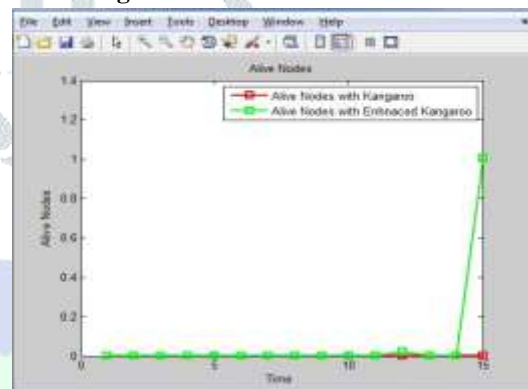 File Edit View Insert Tools Desktop Window Help
Alive Nodes
1.4
Alive Nodes with Kangaroo
Alive Nodes with Enhnaced Kangaroo
1.2
1
0.8
Alive Nodes
0.6
0.4
0.2
0
0 5 10 15
Time